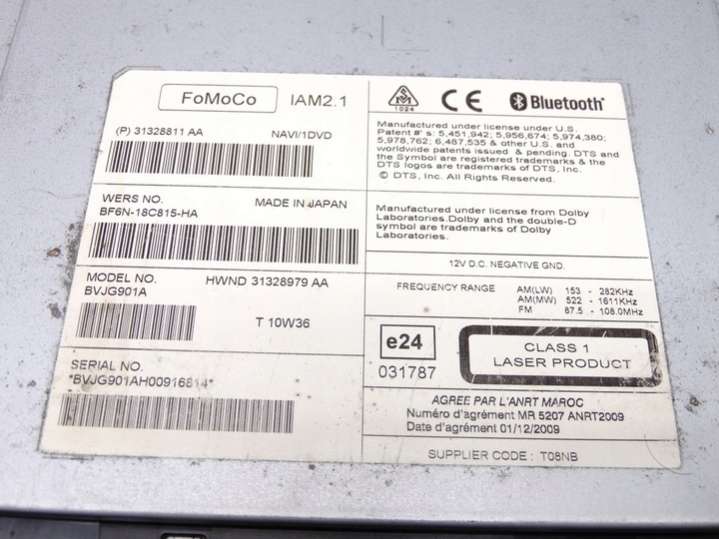 FoMoCo IAM2.1
(P) 31328811 AA NAVI/1DVD
WERS NO. MADE IN JAPAN
BF6N-18C815-HA
MODEL NO. HWND 31328979 AA
BVJG901A
T 10W36
SERIAL NO.
*BVJG901AH00916814*
1024
CE Bluetooth®
Manufactured under license under U.S.
Patent #'s: 5,451,942; 5,956,674; 5,974,380;
5,978,762; 6,487,535 & other U.S. and
worldwide patents issued & pending. DTS and
the Symbol are registered trademarks & the
DTS logos are trademarks of DTS, Inc.
© DTS, Inc. All Rights Reserved.
Manufactured under license from Dolby
Laboratories.Dolby and the double-D
symbol are trademarks of Dolby
Laboratories.
12V D.C. NEGATIVE GND.
FREQUENCY RANGE AM(LW) 153 - 282KHz
AM(MW) 522 - 1611KHz
FM 87.5 - 108.0MHz
e24
031787
CLASS 1
LASER PRODUCT
AGREE PAR L'ANRT MAROC
Numéro d'agrément MR 5207 ANRT2009
Date d'agrément 01/12/2009
SUPPLIER CODE : T08NB